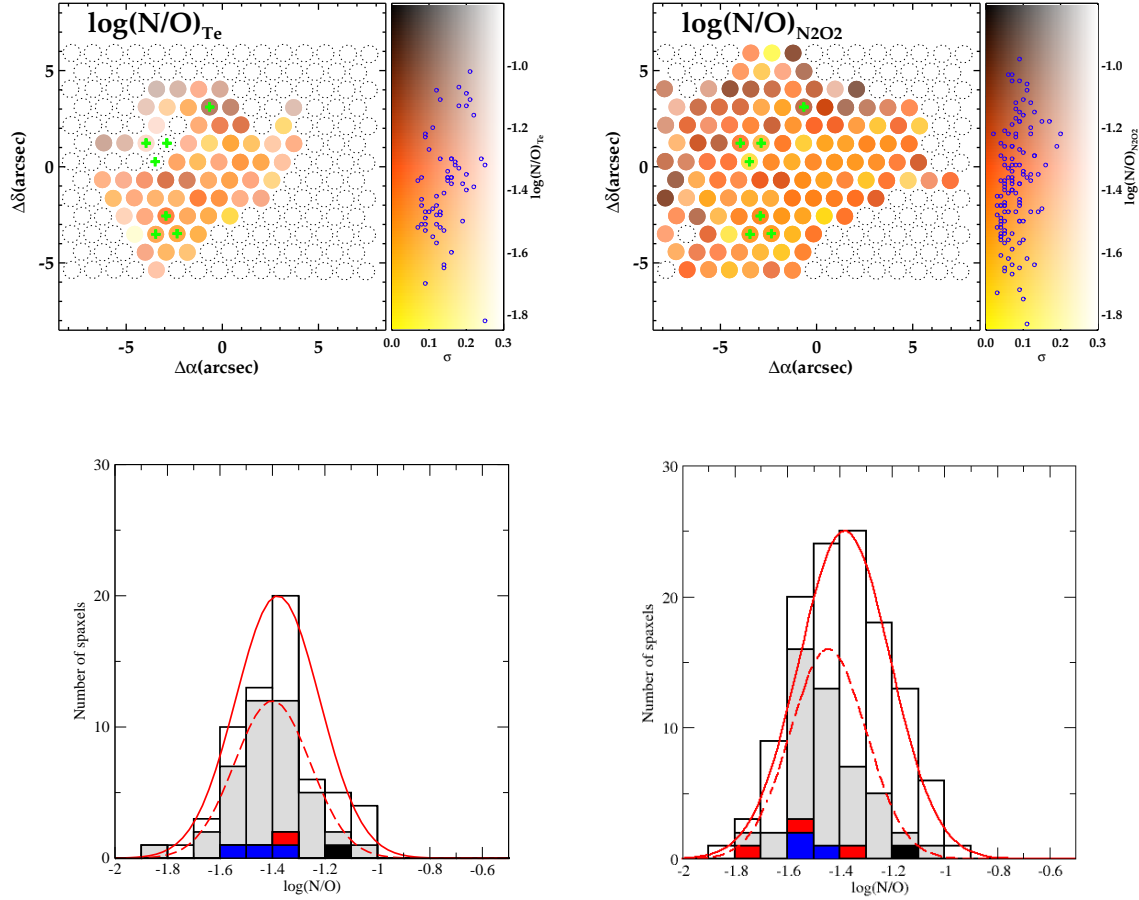 log(N/O)Te
5
0
-5
Δδ(arcsec)
-5 0 5
Δα(arcsec)
-1.0
-1.2
-1.4
-1.6
-1.8
log(N/O)Te
0.0 0.1 0.2 0.3
σ
log(N/O)N2O2
5
0
-5
Δδ(arcsec)
-5 0 5
Δα(arcsec)
-1.0
-1.2
-1.4
-1.6
-1.8
log(N/O)N2O2
0.0 0.1 0.2 0.3
σ
30
20
10
0
Number of spaxels
-2 -1.8 -1.6 -1.4 -1.2 -1 -0.8 -0.6
log(N/O)
30
20
10
0
Number of spaxels
-2 -1.8 -1.6 -1.4 -1.2 -1 -0.8 -0.6
log(N/O)